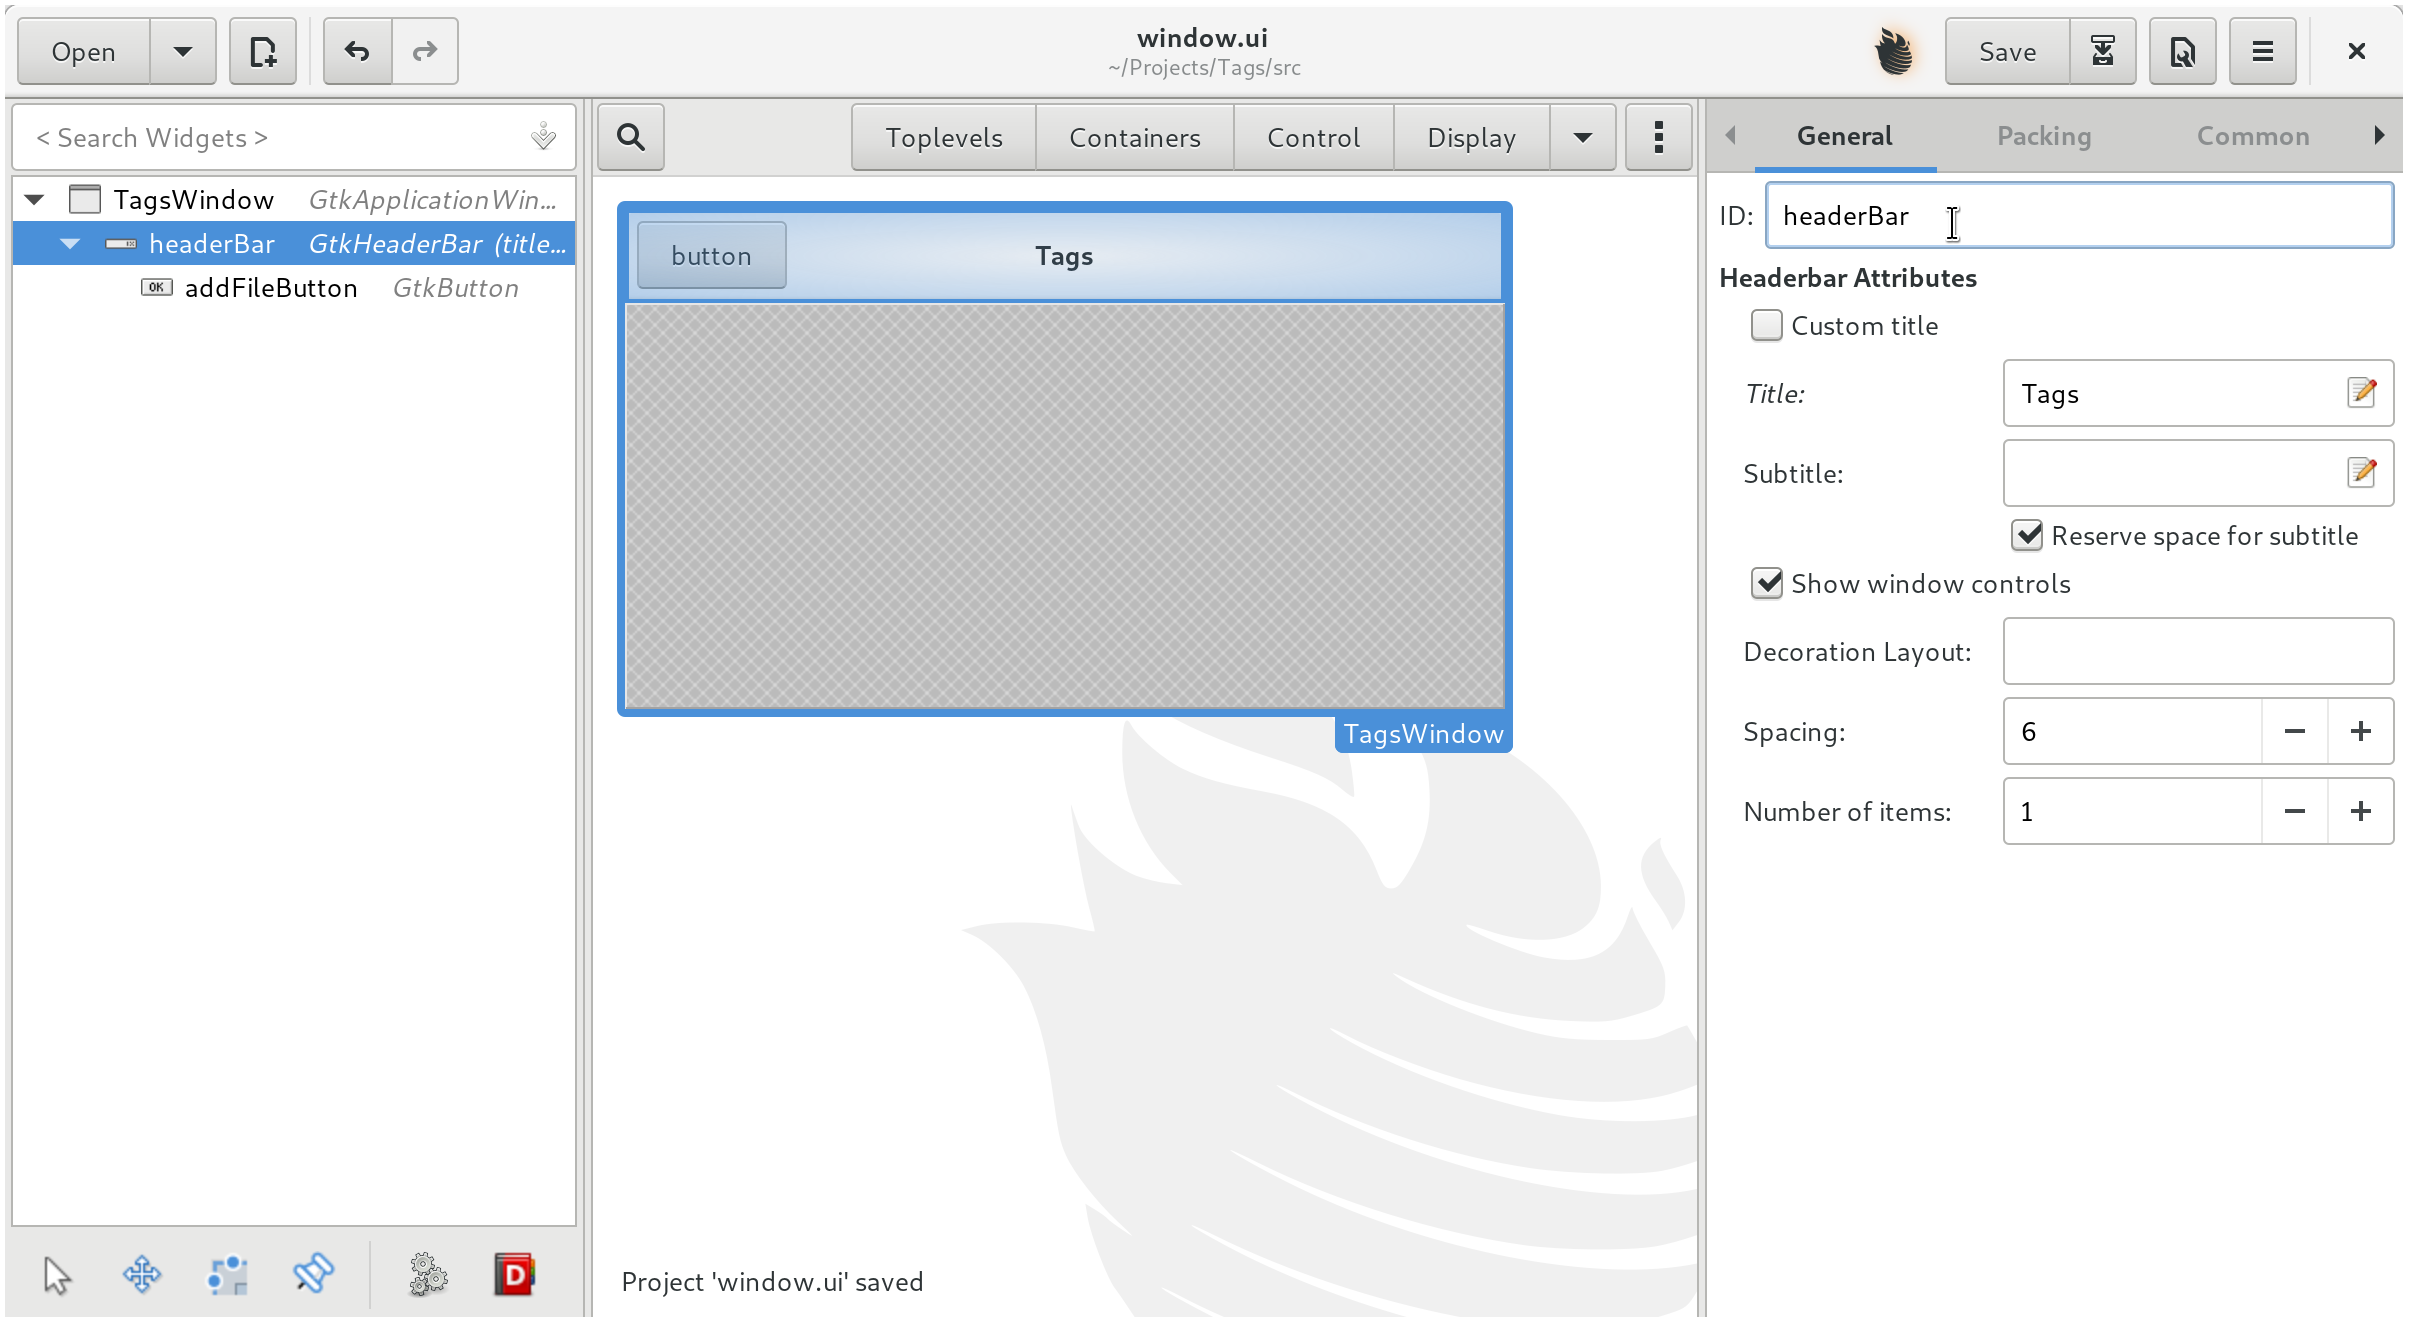 Open
window.ui
~/Projects/Tags/src
Save
< Search Widgets >
Toplevels
Containers
Control
Display
General
Packing
Common
TagsWindow GtkApplicationWin...
headerBar GtkHeaderBar (title...
OK addFileButton GtkButton
button
Tags
TagsWindow
ID: headerBar
Headerbar Attributes
Custom title
Title: Tags
Subtitle:
Reserve space for subtitle
Show window controls
Decoration Layout:
Spacing: 6
Number of items: 1
D
Project 'window.ui' saved